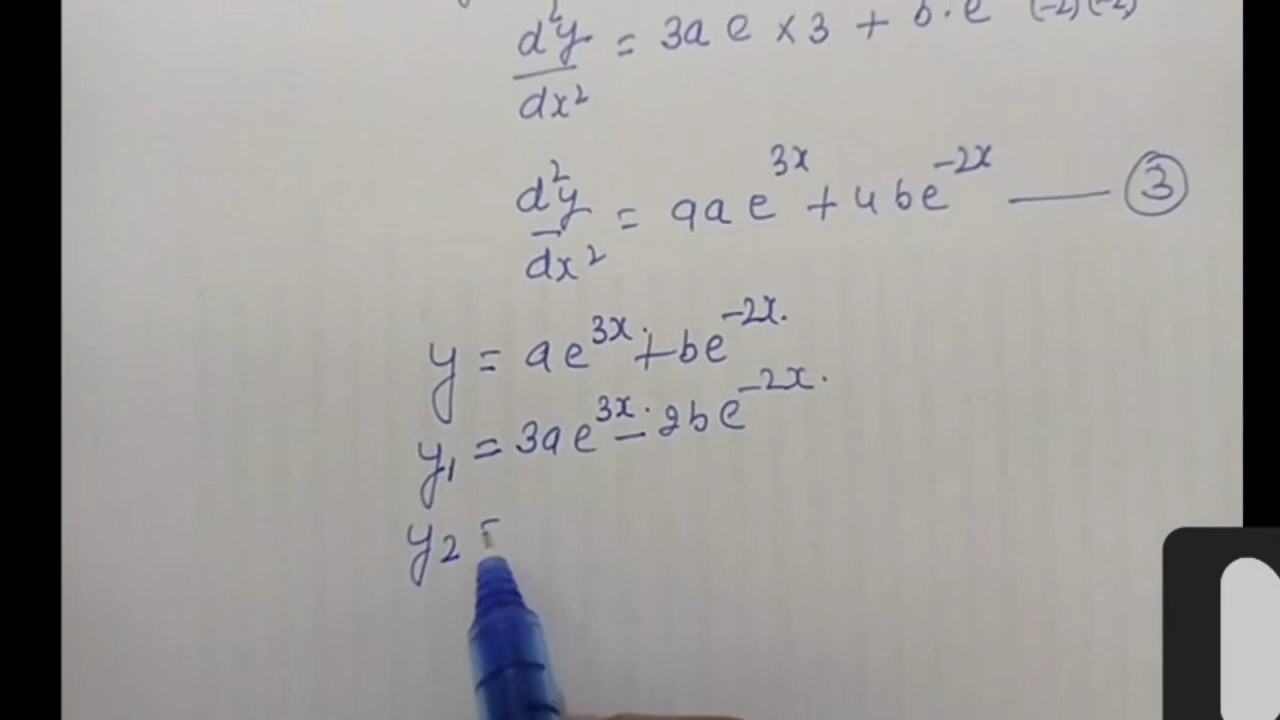 d²y/dx² = 3a e × 3 + b · e (-2)(-2)
d²y/dx² = 9a e^3x + 4 b e^-2x —— ③
y = a e^3x + b e^-2x.
y₁ = 3a e^3x - 2b e^-2x.
y₂ =